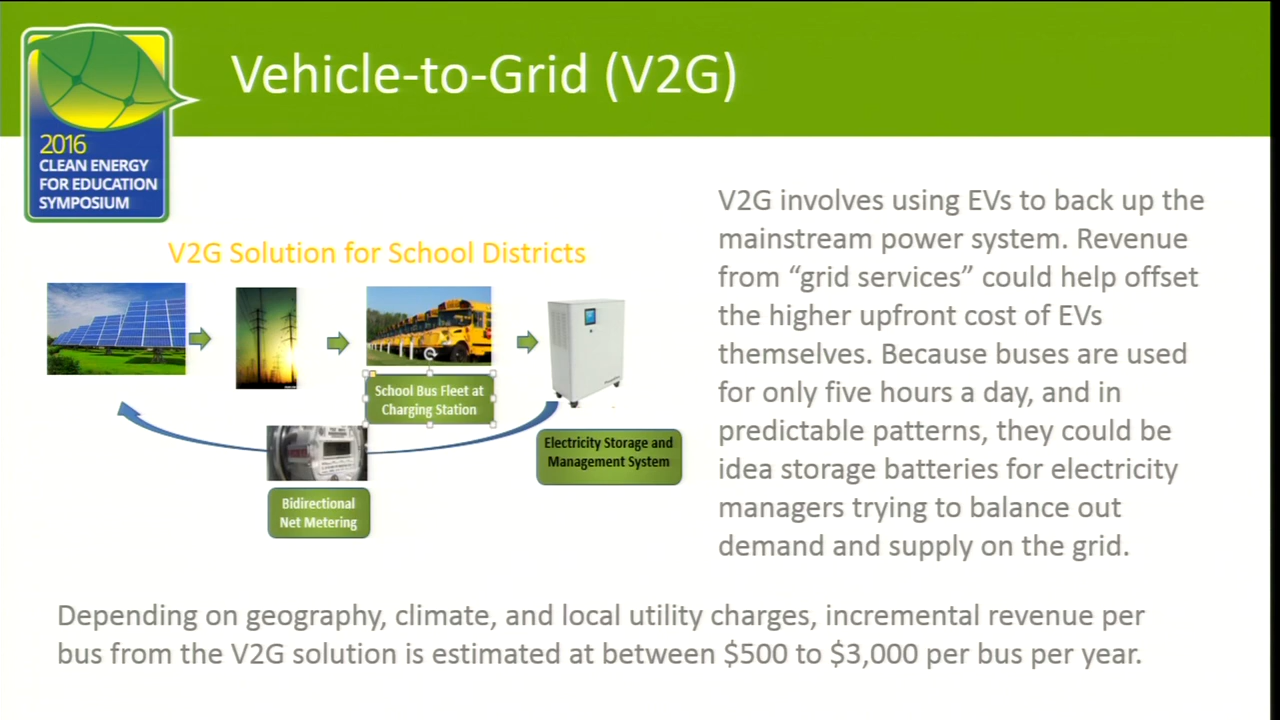 Vehicle-to-Grid (V2G)
2016
CLEAN ENERGY
FOR EDUCATION
SYMPOSIUM
V2G Solution for School Districts
School Bus Fleet at
Charging Station
Electricity Storage and
Management System
Bidirectional
Net Metering
V2G involves using EVs to back up the
mainstream power system. Revenue
from “grid services” could help offset
the higher upfront cost of EVs
themselves. Because buses are used
for only five hours a day, and in
predictable patterns, they could be
idea storage batteries for electricity
managers trying to balance out
demand and supply on the grid.
Depending on geography, climate, and local utility charges, incremental revenue per
bus from the V2G solution is estimated at between $500 to $3,000 per bus per year.